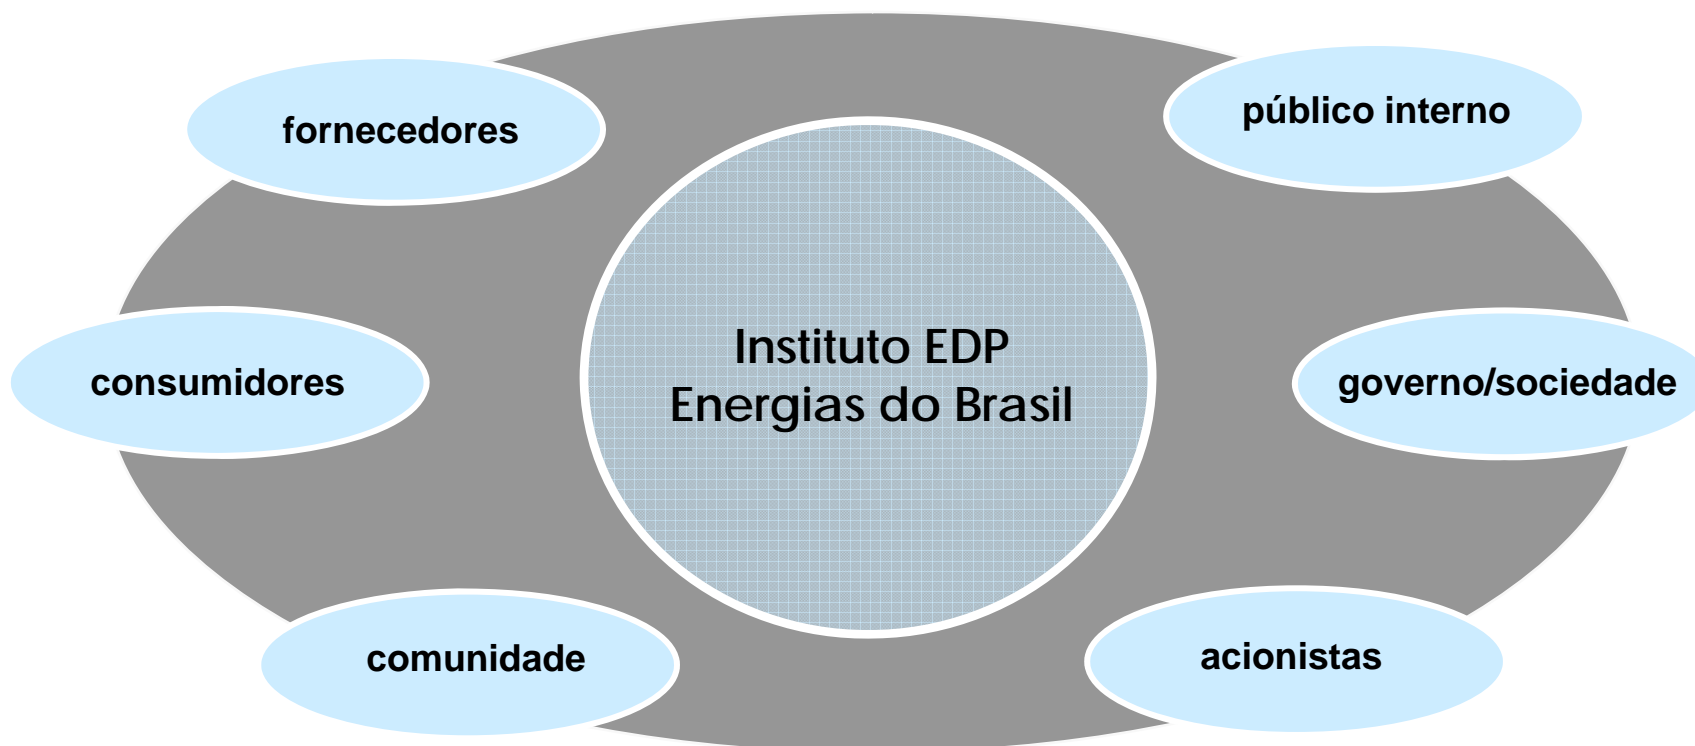 fornecedores
público interno
Instituto EDP
Energias do Brasil
consumidores
governo/sociedade
comunidade
acionistas